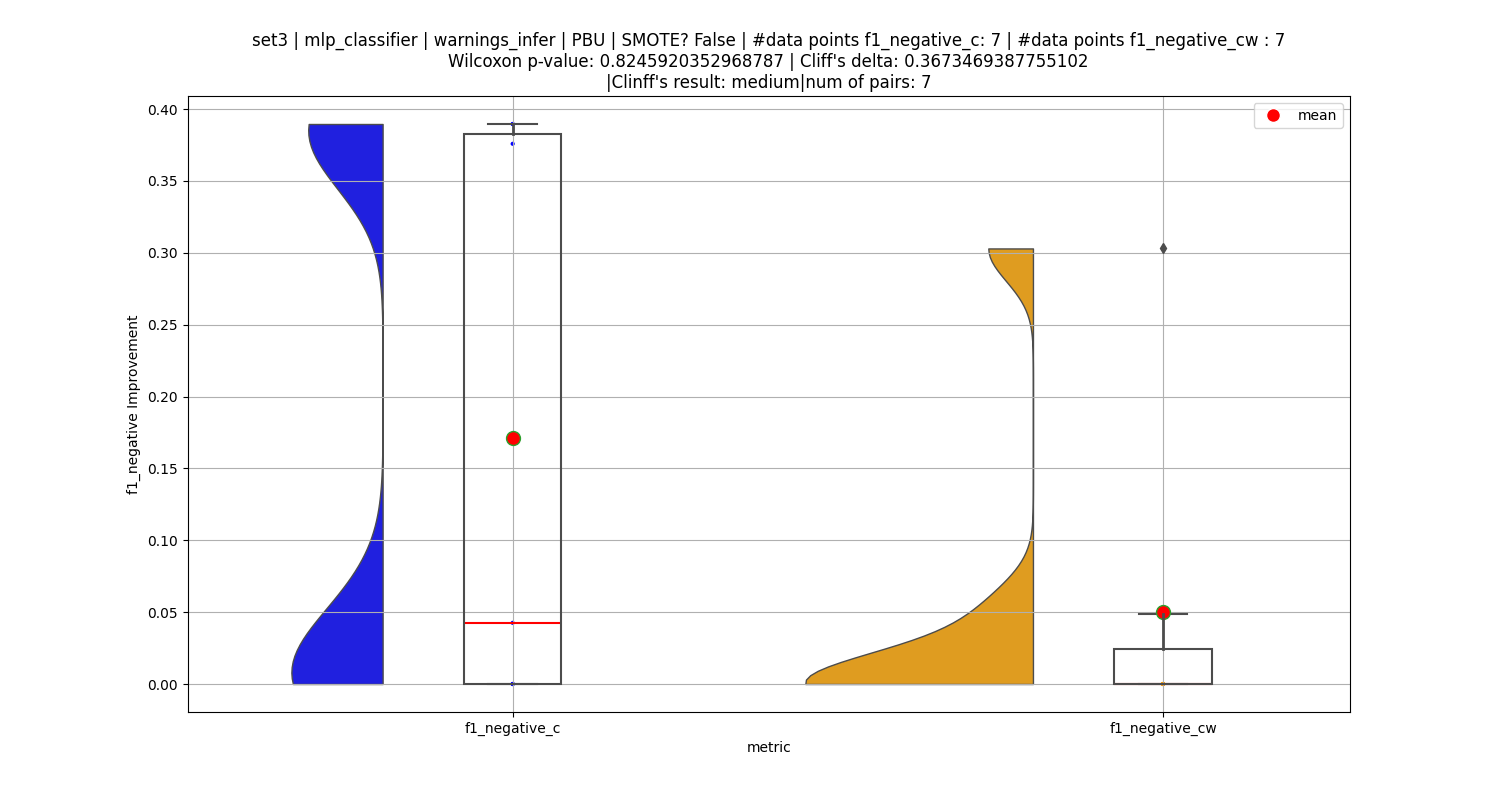 set3 | mlp_classifier | warnings_infer | PBU | SMOTE? False | #data points f1_negative_c: 7 | #data points f1_negative_cw : 7
Wilcoxon p-value: 0.8245920352968787 | Cliff's delta: 0.3673469387755102
|Clinff's result: medium|num of pairs: 7
mean
0.40
0.35
0.30
0.25
0.20
0.15
0.10
0.05
0.00
f1_negative Improvement
f1_negative_c
f1_negative_cw
metric